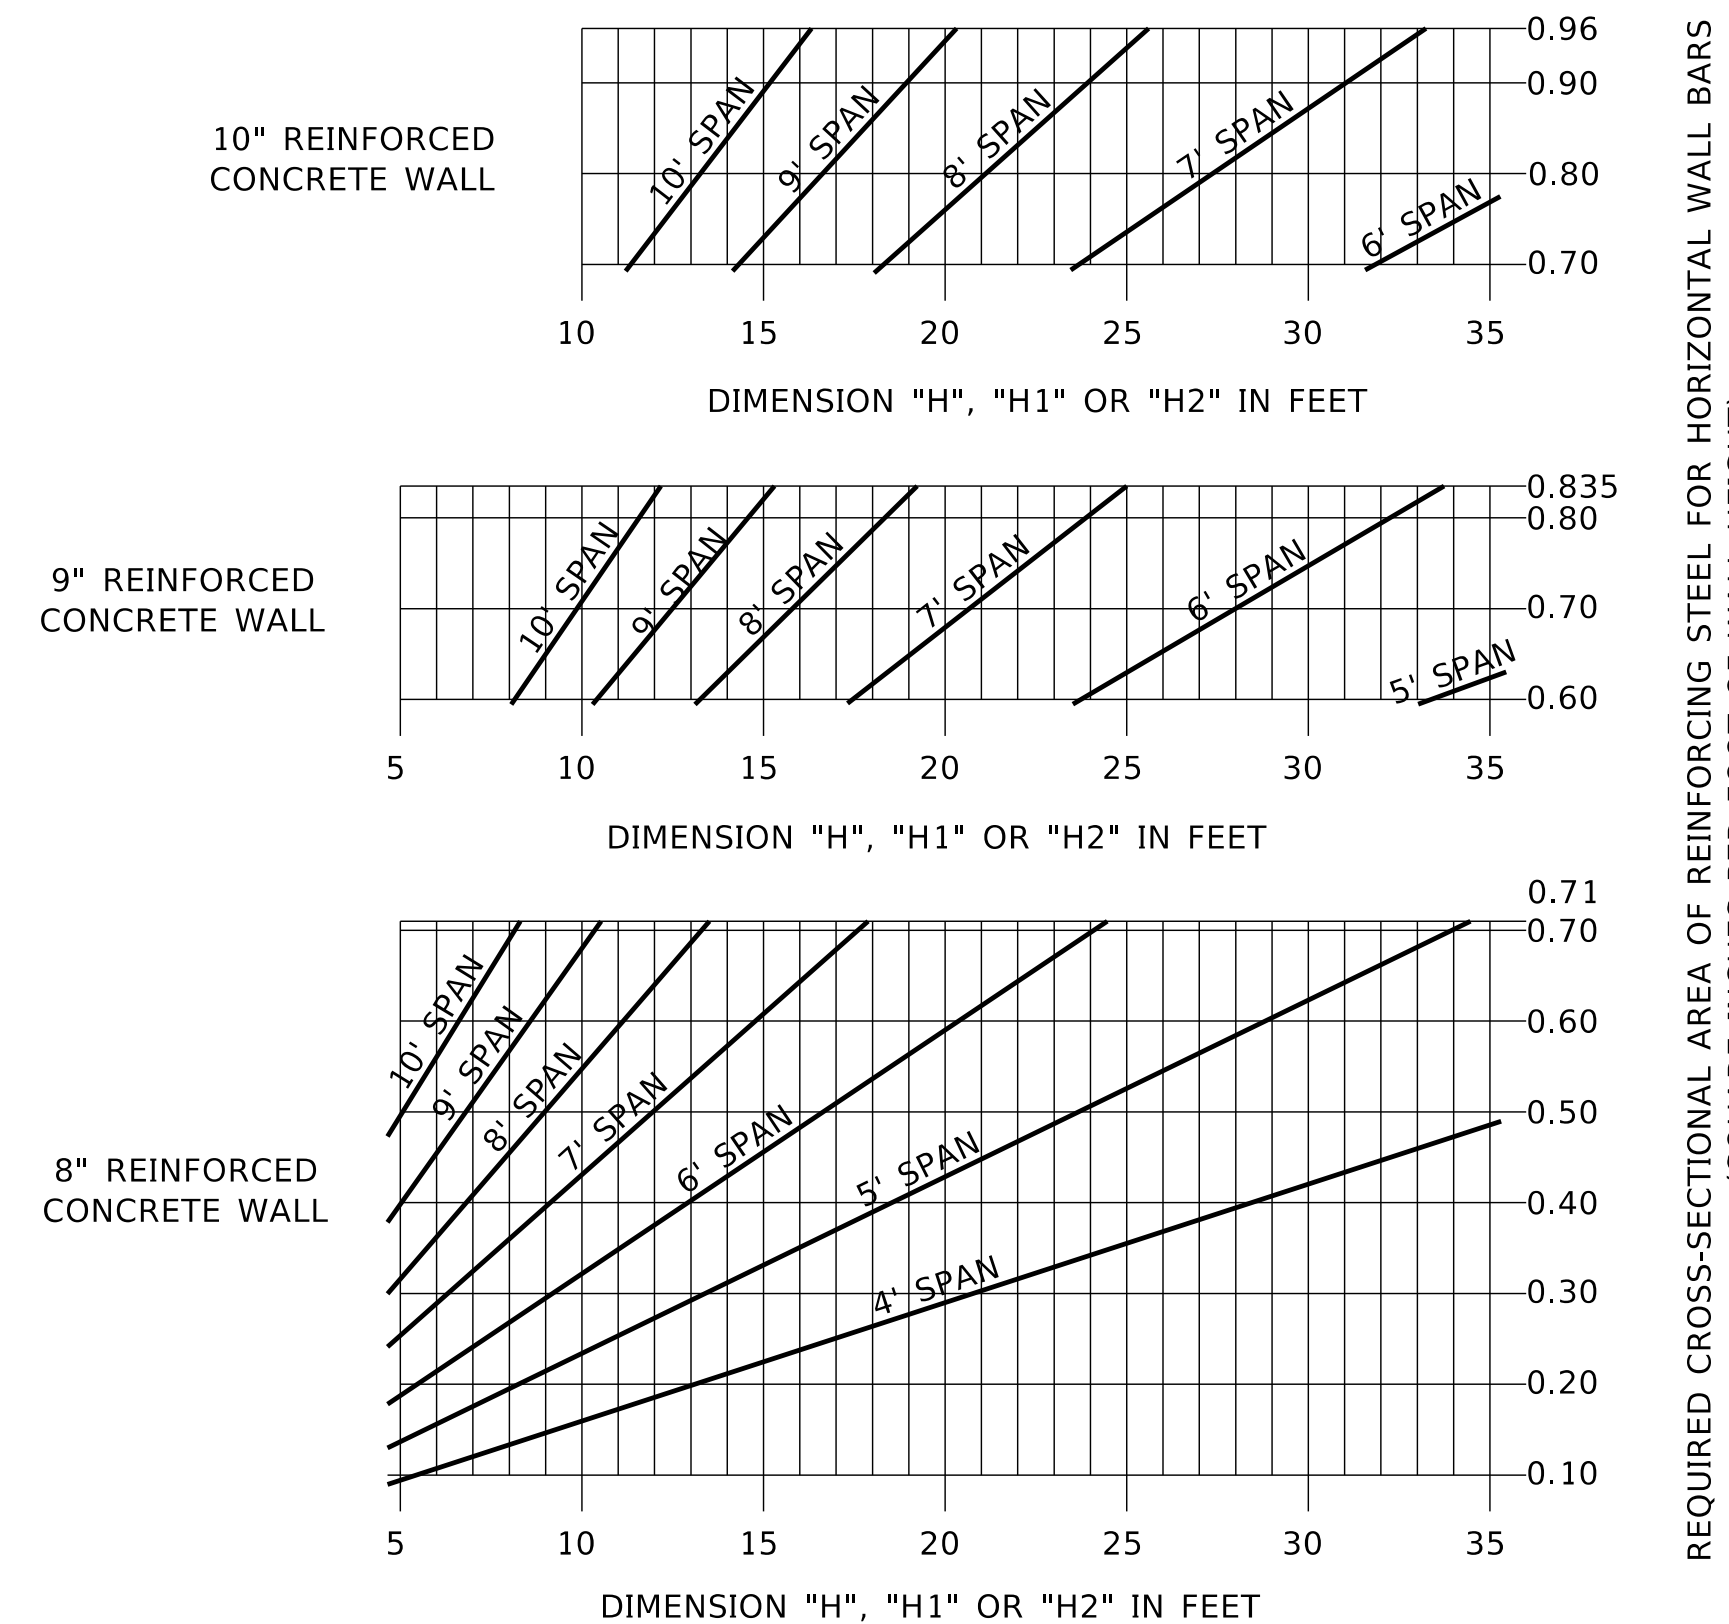 0.96
0.90
0.80
0.70
10" REINFORCED
CONCRETE WALL
10' SPAN
9' SPAN
8' SPAN
7' SPAN
6' SPAN
10 15 20 25 30 35
DIMENSION "H", "H1" OR "H2" IN FEET
0.835
0.80
0.70
0.60
9" REINFORCED
CONCRETE WALL
10' SPAN
9' SPAN
8' SPAN
7' SPAN
6' SPAN
5' SPAN
5 10 15 20 25 30 35
DIMENSION "H", "H1" OR "H2" IN FEET
0.71
0.70
0.60
0.50
0.40
0.30
0.20
0.10
8" REINFORCED
CONCRETE WALL
10' SPAN
9' SPAN
8' SPAN
7' SPAN
6' SPAN
5' SPAN
4' SPAN
5 10 15 20 25 30 35
DIMENSION "H", "H1" OR "H2" IN FEET
REQUIRED CROSS-SECTIONAL AREA OF REINFORCING STEEL FOR HORIZONTAL WALL BARS